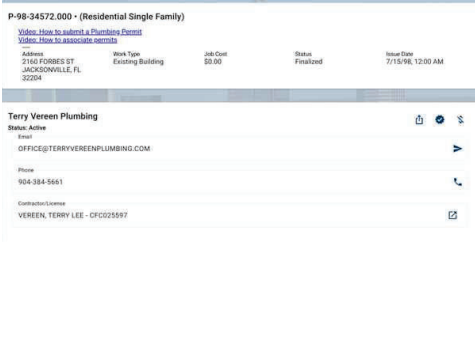 P-98-34572.000 • (Residential Single Family)
Video: How to submit a Plumbing Permit
Video: How to associate permits
Address Work Type Job Cost Status Issue Date
2160 FORBES ST Existing Building $0.00 Finalized 7/15/98, 12:00 AM
JACKSONVILLE, FL
32204
Terry Vereen Plumbing
Status: Active
Email
OFFICE@TERRYVEREENPLUMBING.COM
Phone
904-384-5661
Contractor/License
VEREEN, TERRY LEE - CFC025597